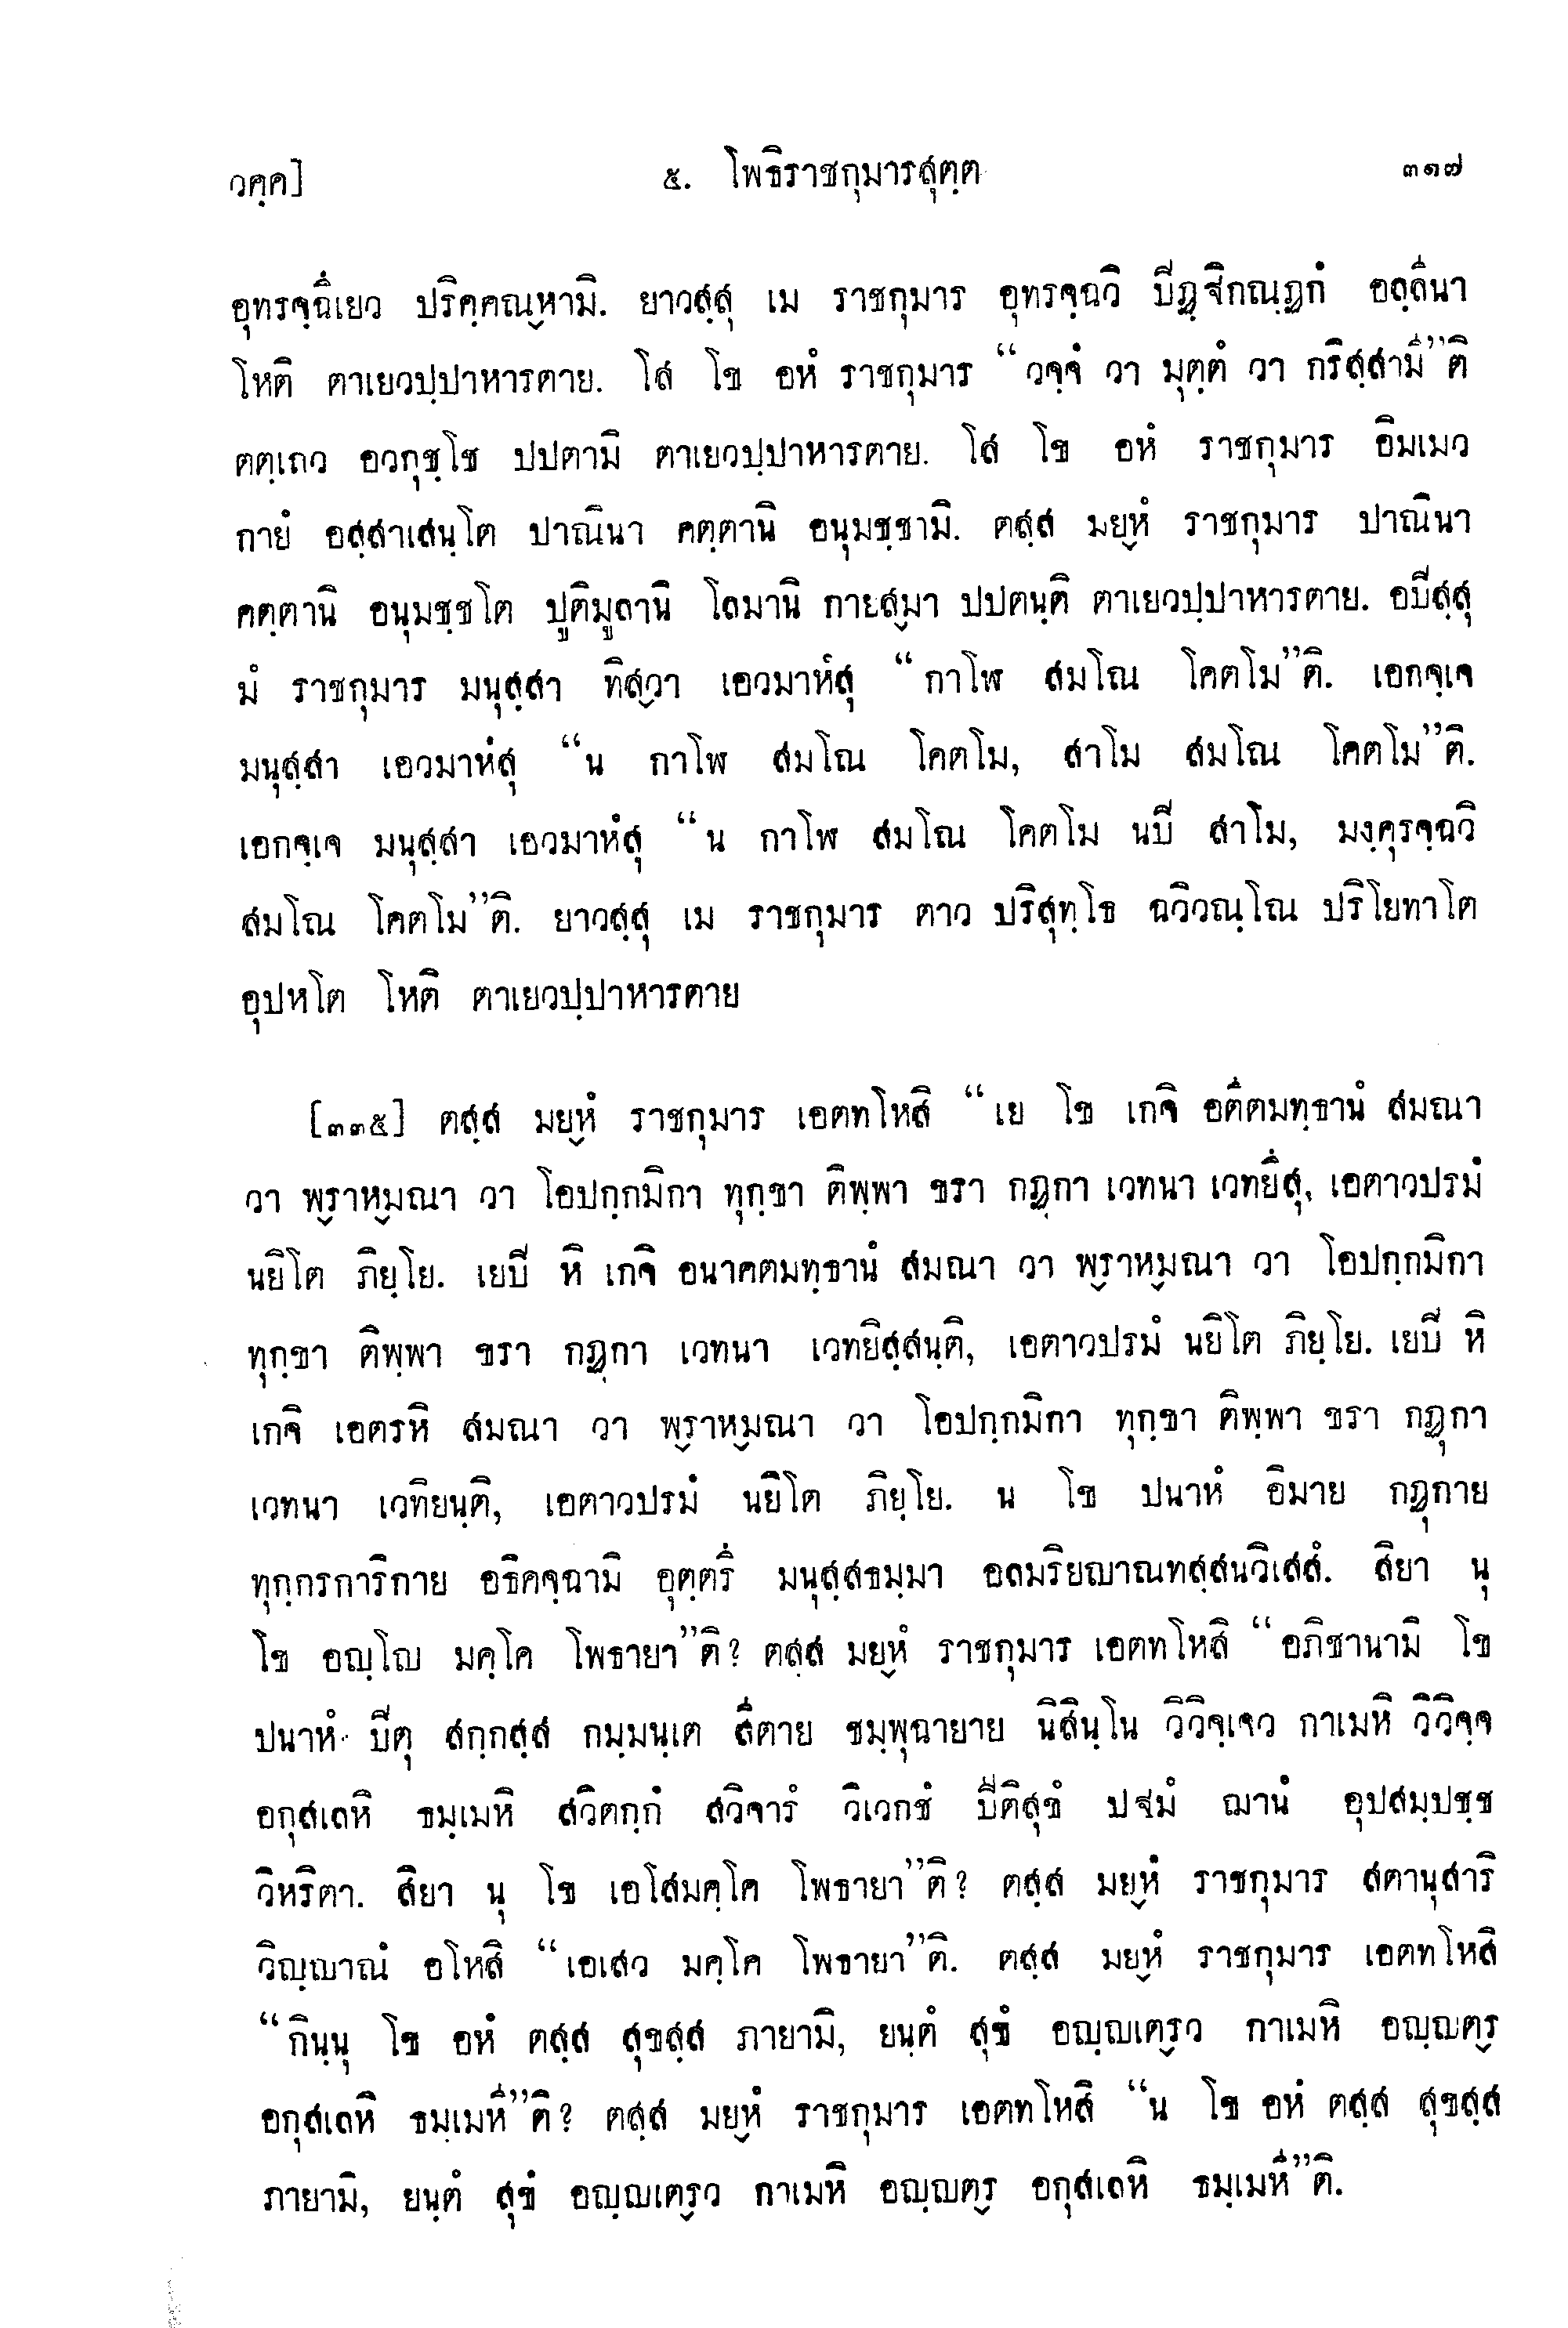 วคฺค] ๕. โพธิราชกุมารสุตฺต ๓๑๗
อุทรจฺฉึเยว ปริคฺคณฺหามิ. ยาวสฺสุ เม ราชกุมาร อุทรจฺฉวิ ปิฏฺฐิกณฺฏกํ อลฺลีนา
โหติ ตาเยวปฺปาหารตาย. โส โข อหํ ราชกุมาร “วจฺจํ วา มุตฺตํ วา กริสฺสามี”ติ
ตตฺเถว อวกุชฺโช ปปตามิ ตาเยวปฺปาหารตาย. โส โข อหํ ราชกุมาร อิมเมว
กายํ อสฺสาเสนฺโต ปาณินา คตฺตานิ อนุมชฺชามิ. ตสฺส มยฺหํ ราชกุมาร ปาณินา
คตฺตานิ อนุมชฺชโต ปูติมูลานิ โลมานิ กายสฺมา ปปตนฺติ ตาเยวปฺปาหารตาย. อปิสฺสุ
มํ ราชกุมาร มนุสฺสา ทิสฺวา เอวมาหํสุ “กาโฬ สมโณ โคตโม”ติ. เอกจฺเจ
มนุสฺสา เอวมาหํสุ “น กาโฬ สมโณ โคตโม, สาโม สมโณ โคตโม”ติ.
เอกจฺเจ มนุสฺสา เอวมาหํสุ “น กาโฬ สมโณ โคตโม นปิ สาโม, มงฺคุรจฺฉวิ
สมโณ โคตโม”ติ. ยาวสฺสุ เม ราชกุมาร ตาว ปริสุทฺโธ ฉวิวณฺโณ ปริโยทาโต
อุปหโต โหติ ตาเยวปฺปาหารตาย
[๓๓๕] ตสฺส มยฺหํ ราชกุมาร เอตทโหสิ “เย โข เกจิ อตีตมทฺธานํ สมณา
วา พฺราหฺมณา วา โอปกฺกมิกา ทุกฺขา ติพฺพา ขรา กฏุกา เวทนา เวทยึสุ, เอตาวปรมํ
นยิโต ภิยฺโย. เยปิ หิ เกจิ อนาคตมทฺธานํ สมณา วา พฺราหฺมณา วา โอปกฺกมิกา
ทุกฺขา ติพฺพา ขรา กฏุกา เวทนา เวทยิสฺสนฺติ, เอตาวปรมํ นยิโต ภิยฺโย. เยปิ หิ
เกจิ เอตรหิ สมณา วา พฺราหฺมณา วา โอปกฺกมิกา ทุกฺขา ติพฺพา ขรา กฏุกา
เวทนา เวทิยนฺติ, เอตาวปรมํ นยิโต ภิยฺโย. น โข ปนาหํ อิมาย กฏุกาย
ทุกฺกรการิกาย อธิคจฺฉามิ อุตฺตรึ มนุสฺสธมฺมา อลมริยญาณทสฺสนวิเสสํ. สิยา นุ
โข อญฺโญ มคฺโค โพธายา”ติ? ตสฺส มยฺหํ ราชกุมาร เอตทโหสิ “อภิชานามิ โข
ปนาหํ ปิตุ สกฺกสฺส กมฺมนฺเต สีตาย ชมฺพุฉายาย นิสินฺโน วิวิจฺเจว กาเมหิ วิวิจฺจ
อกุสเลหิ ธมฺเมหิ สวิตกฺกํ สวิจารํ วิเวกชํ ปีติสุขํ ปฐมํ ฌานํ อุปสมฺปชฺช
วิหริตา. สิยา นุ โข เอโสมคฺโค โพธายา”ติ? ตสฺส มยฺหํ ราชกุมาร สตานุสาริ
วิญฺญาณํ อโหสิ “เอเสว มคฺโค โพธายา”ติ. ตสฺส มยฺหํ ราชกุมาร เอตทโหสิ
“กินฺนุ โข อหํ ตสฺส สุขสฺส ภายามิ, ยนฺตํ สุขํ อญฺญเตฺรว กาเมหิ อญฺญตฺร
อกุสเลหิ ธมฺเมหี”ติ? ตสฺส มยฺหํ ราชกุมาร เอตทโหสิ “น โข อหํ ตสฺส สุขสฺส
ภายามิ, ยนฺตํ สุขํ อญฺญเตฺรว กาเมหิ อญฺญตฺร อกุสเลหิ ธมฺเมหี”ติ.